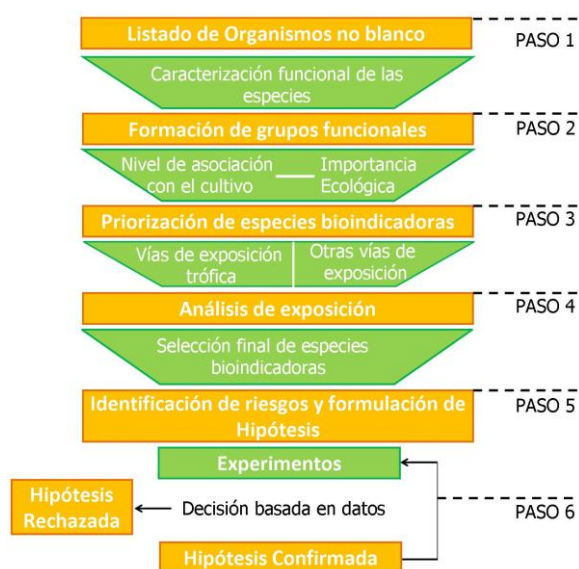 Listado de Organismos no blanco
PASO 1
Caracterización funcional de las
especies
Formación de grupos funcionales
PASO 2
Nivel de asociación
con el cultivo
Importancia
Ecológica
Priorización de especies bioindicadoras
PASO 3
Vías de exposición
trófica
Otras vías de
exposición
Análisis de exposición
PASO 4
Selección final de especies
bioindicadoras
Identificación de riesgos y formulación de
Hipótesis
PASO 5
Experimentos
Hipótesis
Rechazada
Decisión basada en datos
PASO 6
Hipótesis Confirmada